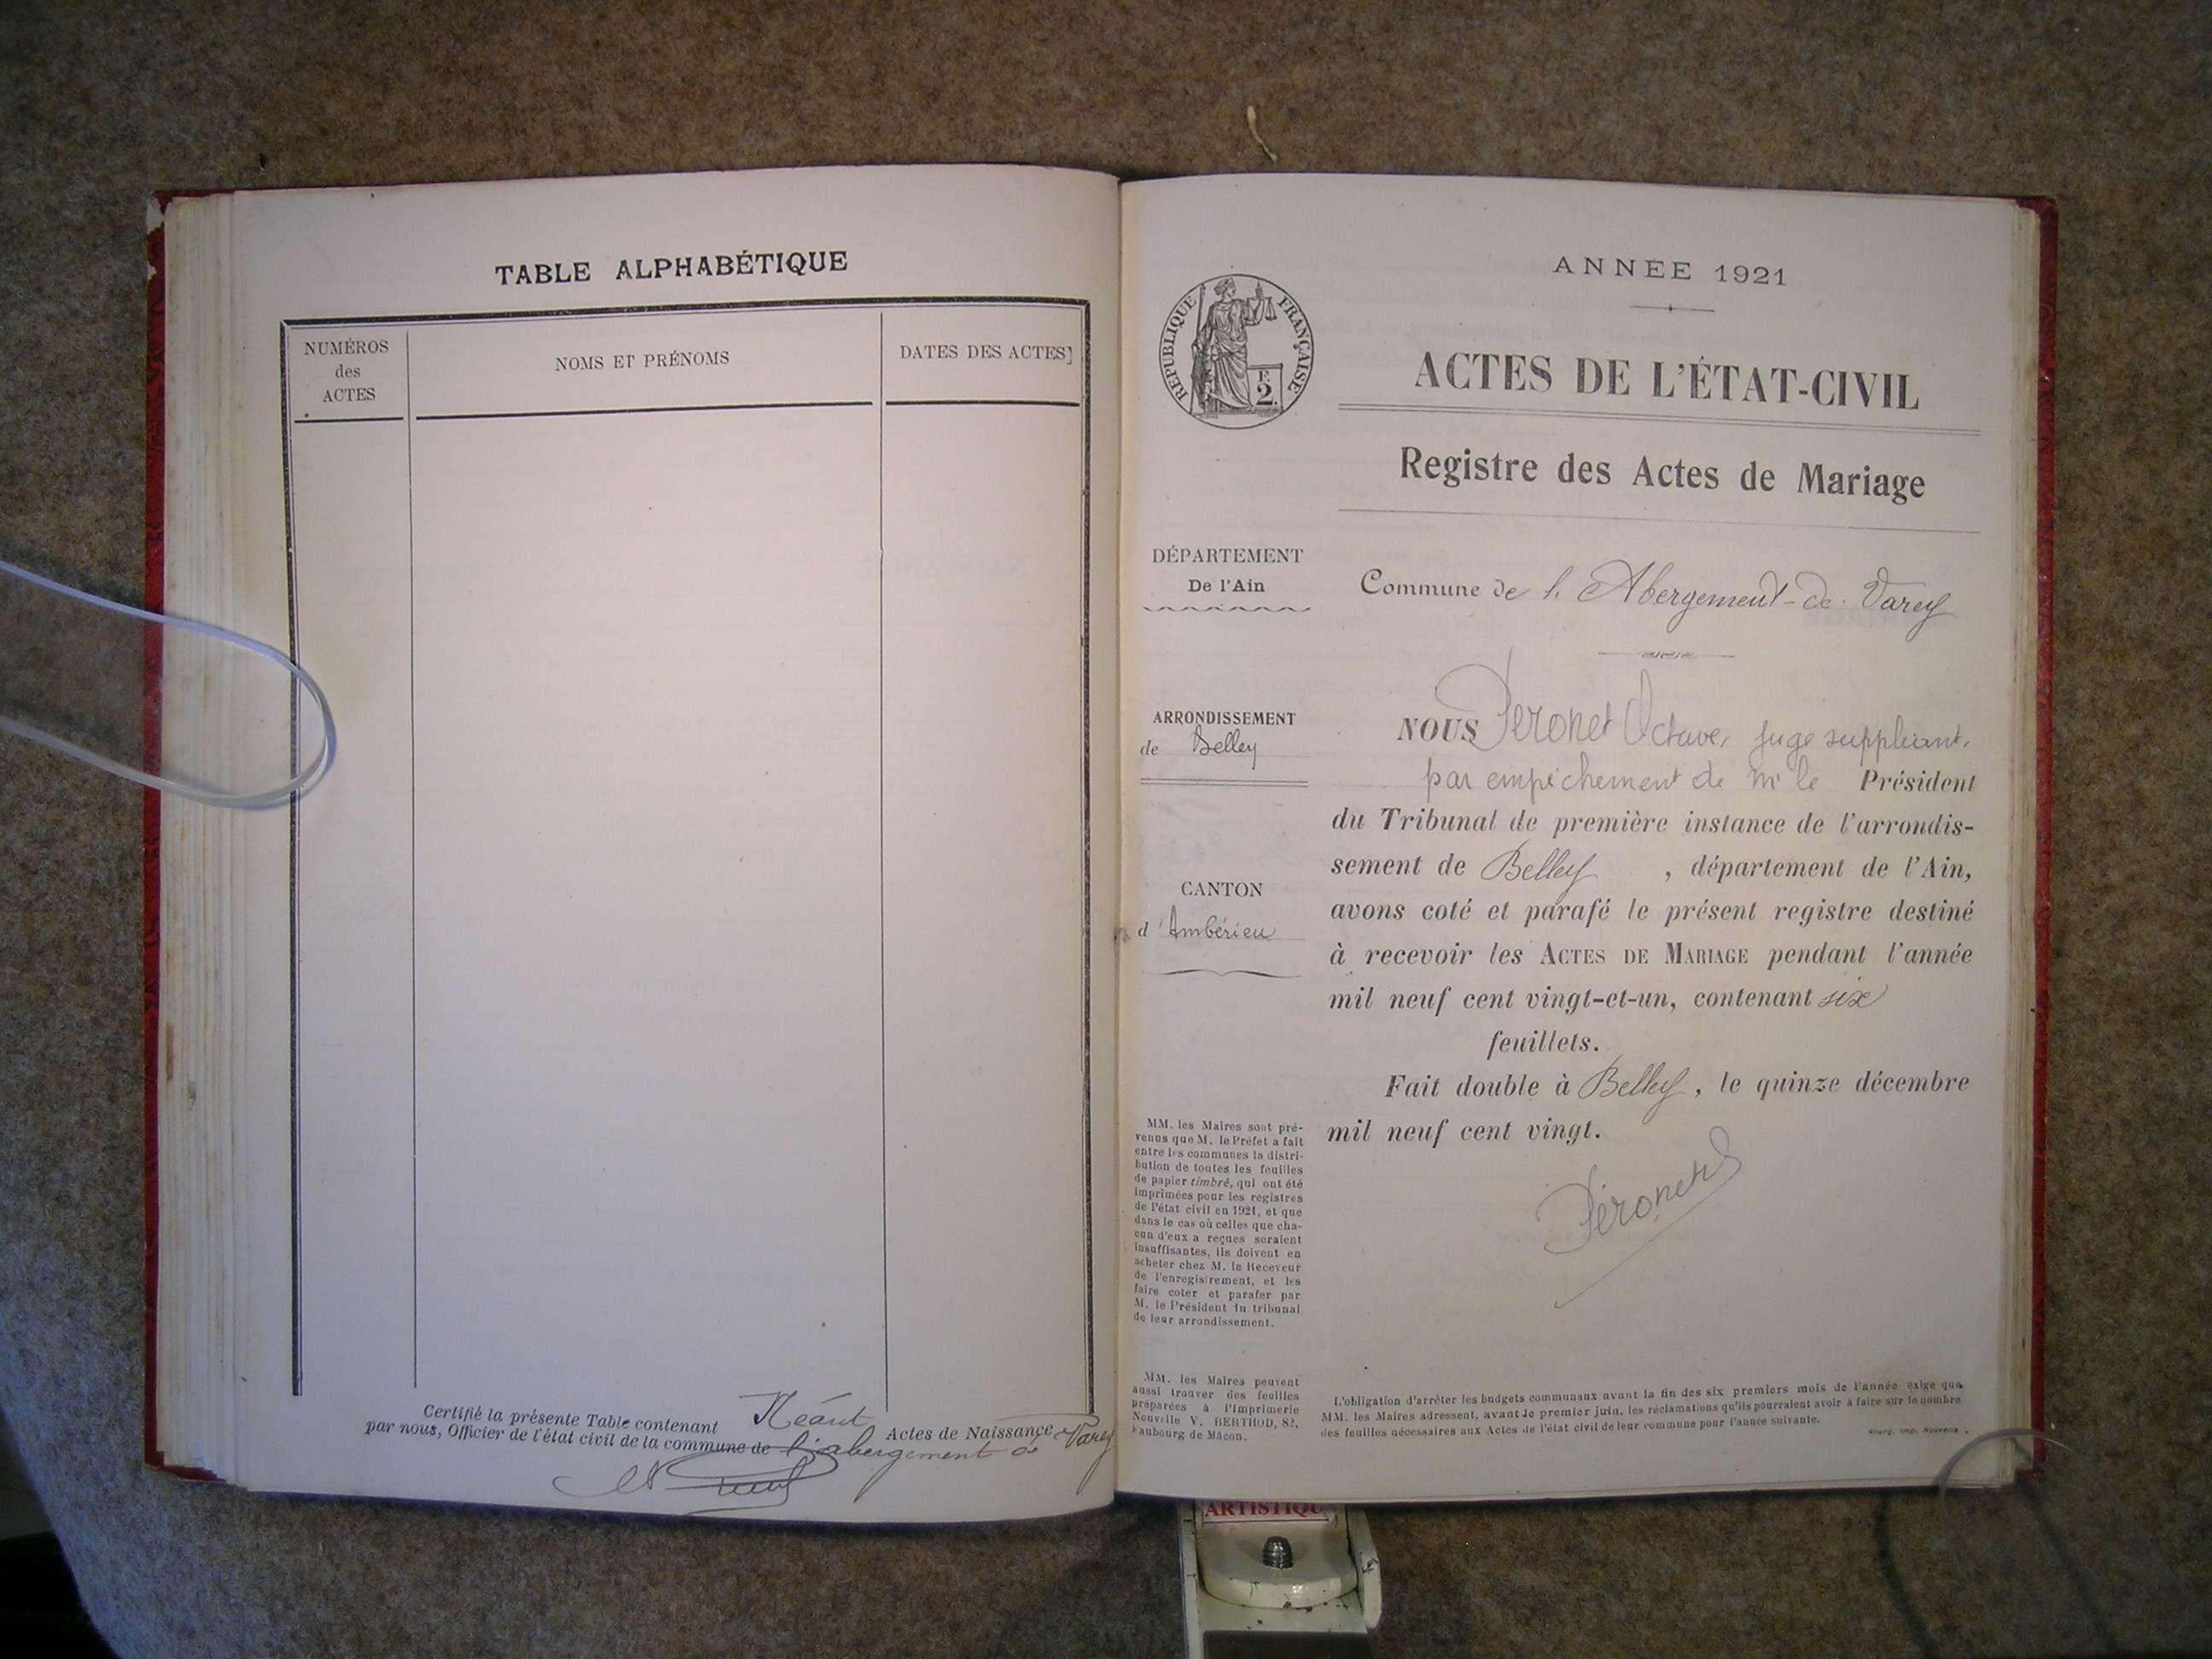 TABLE ALPHABÉTIQUE
NUMÉROS
des
ACTES
NOMS ET PRÉNOMS
DATES DES ACTES
Certifié la présente Table contenant Néant Actes de Naissance
par nous, Officier de l'état civil de la commune de l'abergement de Varey
ANNÉE 1921
RÉPUBLIQUE FRANÇAISE
F.
2.
ACTES DE L'ÉTAT-CIVIL
Registre des Actes de Mariage
DÉPARTEMENT
De l'Ain
Commune de l'Abergement-de-Varey
ARRONDISSEMENT
de Belley
CANTON
d'Ambérieu
NOUS Péronet Octave, juge suppléant,
par empêchement de Mr le Président
du Tribunal de première instance de l'arrondis-
sement de Belley, département de l'Ain,
avons coté et parafé le présent registre destiné
à recevoir les ACTES DE MARIAGE pendant l'année
mil neuf cent vingt-et-un, contenant six
feuillets.
Fait double à Belley, le quinze décembre
mil neuf cent vingt.
Péronet
MM. les Maires sont pré-
venus que M. le Préfet a fait
entre les communes la distri-
bution de toutes les feuilles
de papier timbré, qui ont été
imprimées pour les registres
de l'état civil en 1921, et que
dans le cas où celles que cha-
cun d'eux a reçues seraient
insuffisantes, ils doivent en
acheter chez M. le Receveur
de l'enregistrement, et les
faire coter et parafer par
M. le Président du tribunal
de leur arrondissement.
MM. les Maires peuvent
aussi trouver des feuilles
préparées à l'Imprimerie
Nouvelle V. BERTHOD, 82,
Faubourg de Mâcon.
L'obligation d'arrêter les budgets communaux avant la fin des six premiers mois de l'année exige que
MM. les Maires adressent, avant le premier juin, les réclamations qu'ils pourraient avoir à faire sur le nombre
des feuilles nécessaires aux Actes de l'état civil de leur commune pour l'année suivante.
Bourg, Imp. Nouvelle.
ARTISTIQU